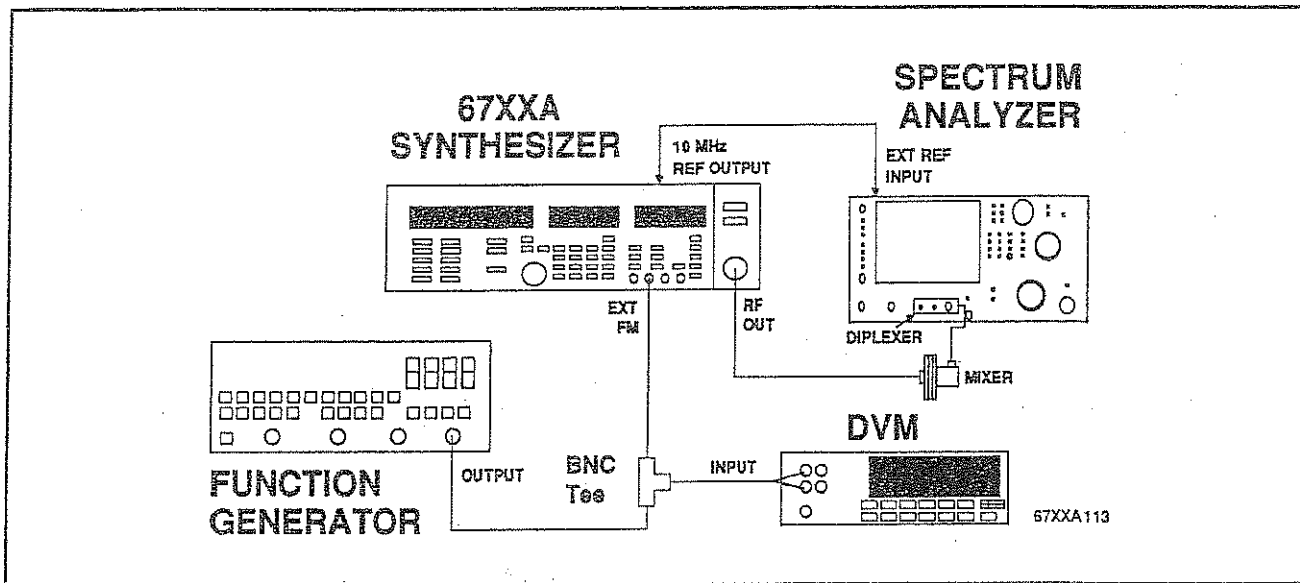 SPECTRUM
ANALYZER
67XXA
SYNTHESIZER
10 MHz
REF OUTPUT
EXT REF
INPUT
EXT
FM
RF
OUT
DIPLEXER
MIXER
DVM
FUNCTION
GENERATOR
OUTPUT
BNC
Tee
INPUT
67XXA113